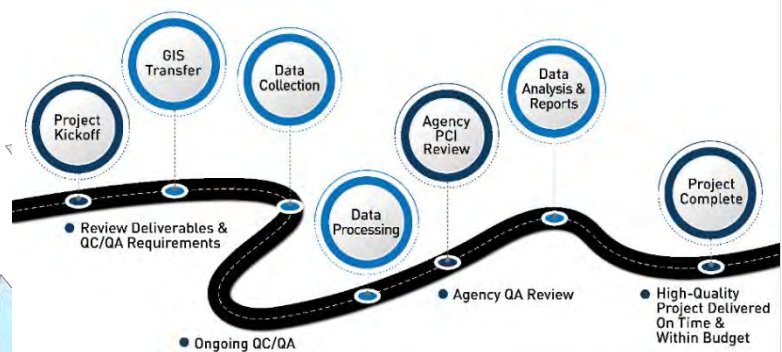 Project
Kickoff
GIS
Transfer
Data
Collection
Data
Processing
Agency
PCI
Review
Data
Analysis &
Reports
Project
Complete
Review Deliverables &
QC/QA Requirements
Ongoing QC/QA
Agency QA Review
High-Quality
Project Delivered
On Time &
Within Budget